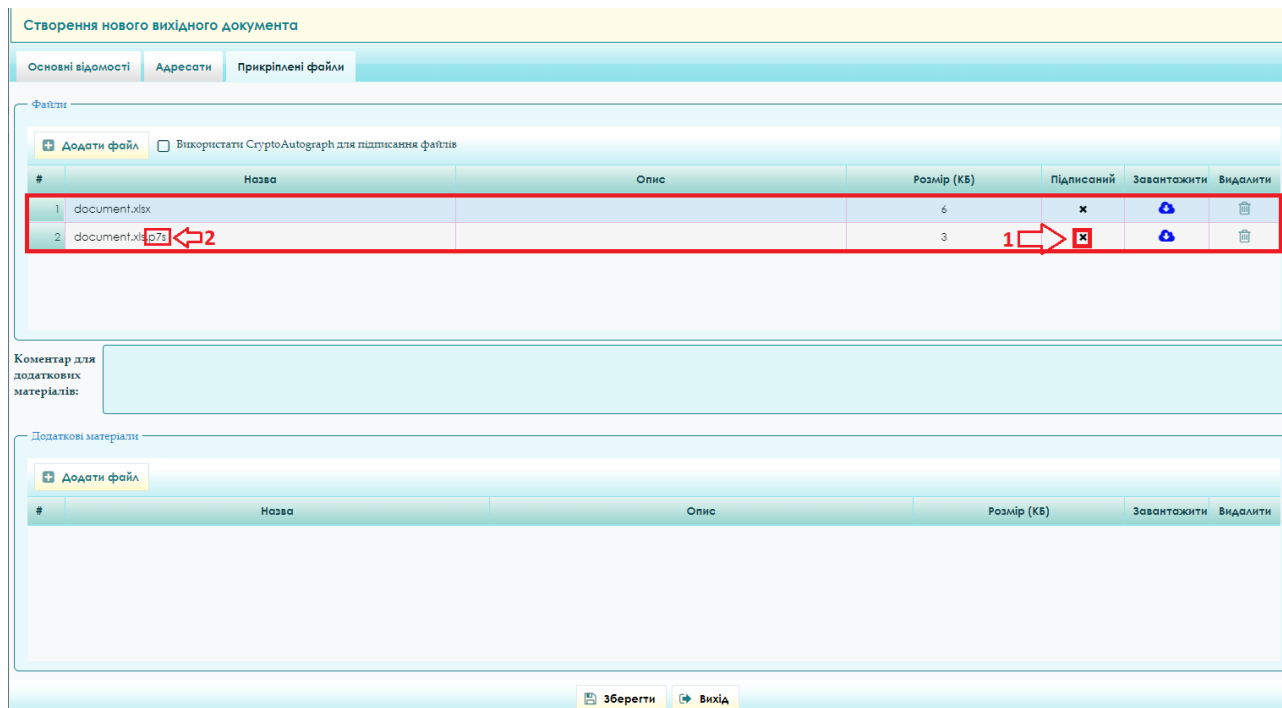 Створення нового вихідного документа
Основні відомості Адресати Прикріплені файли
Файли
Додати файл Використати CryptoAutograph для підписання файлів
# Назва Опис Розмір (КБ) Підписаний Завантажити Видалити
1 document.xlsx 6
2 document.xls.p7s 2 3 1
Коментар для
додаткових
матеріалів:
Додаткові матеріали
Додати файл
# Назва Опис Розмір (КБ) Завантажити Видалити
Зберегти Вихід